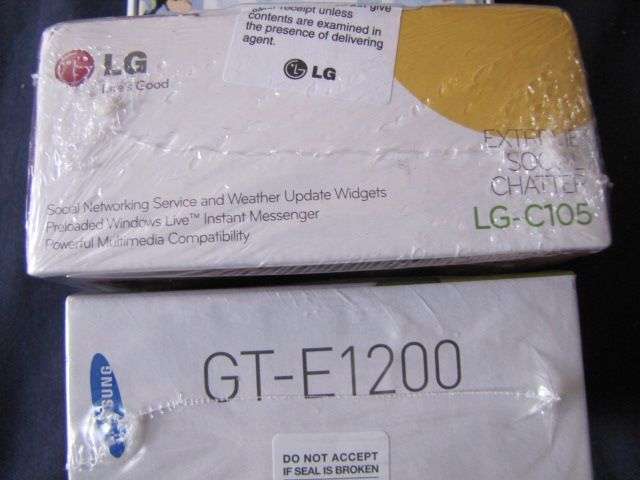 receipt unless
contents are examined in
the presence of delivering
agent.
LG
LG
Life's Good
EXTREME
SOCIAL
CHATTER
LG-C105
Social Networking Service and Weather Update Widgets
Preloaded Windows Live™ Instant Messenger
Powerful Multimedia Compatibility
SAMSUNG
GT-E1200
DO NOT ACCEPT
IF SEAL IS BROKEN